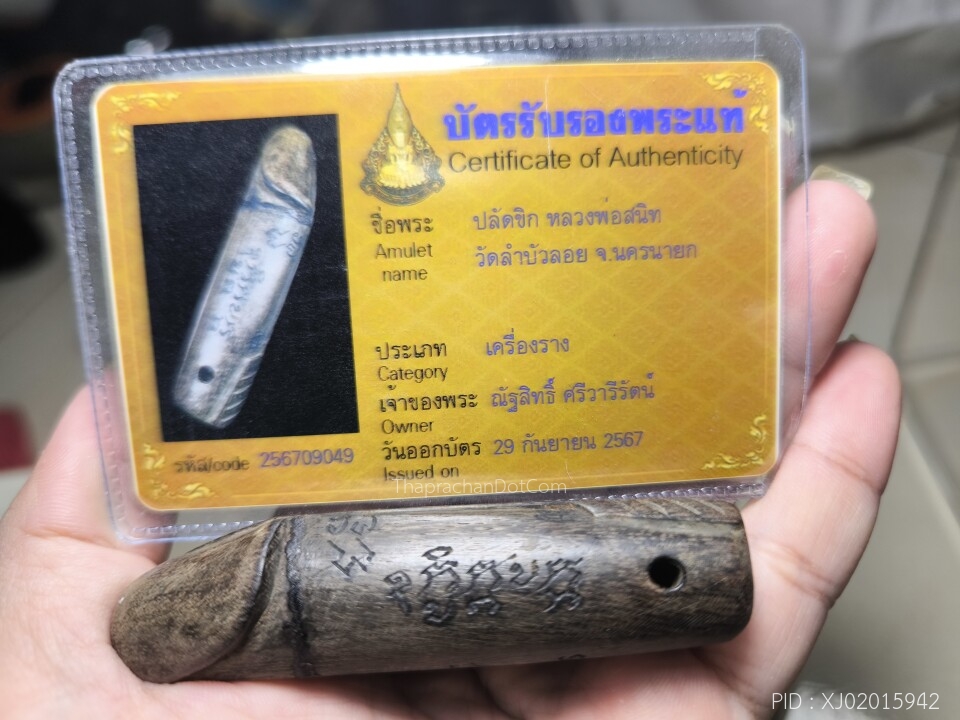 บัตรรับรองพระแท้
Certificate of Authenticity
ชื่อพระ ปลัดขิก หลวงพ่อสนิท
Amulet
name
วัดลำบัวลอย จ.นครนายก
ประเภท เครื่องราง
Category
เจ้าของพระ ณัฐสิทธิ์ ศรีวารีรัตน์
Owner
วันออกบัตร 29 กันยายน 2567
Issued on
รหัส/code 256709049
ThaprachanDotCom
PID : XJ02015942